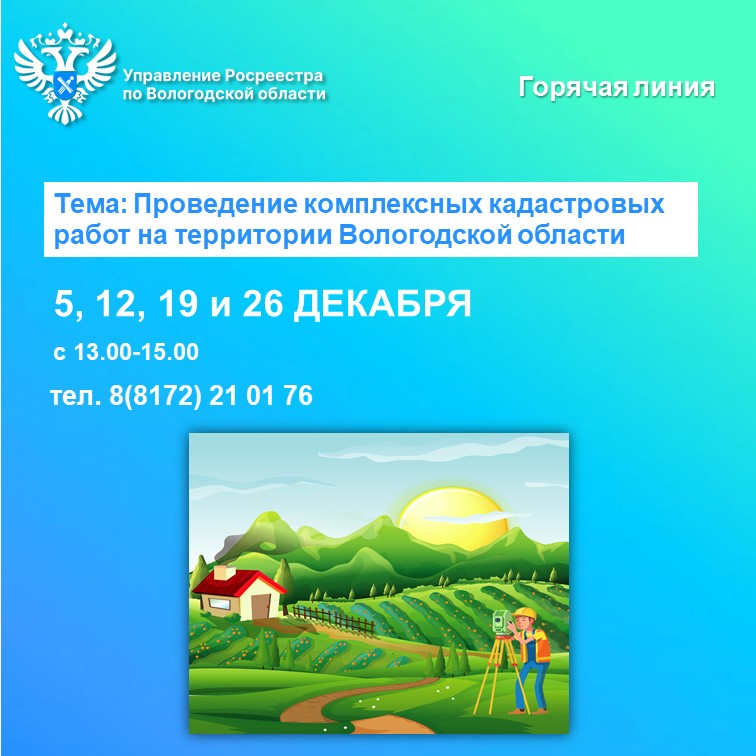 Управление Росреестра
по Вологодской области
Горячая линия
Тема: Проведение комплексных кадастровых
работ на территории Вологодской области
5, 12, 19 и 26 ДЕКАБРЯ
с 13.00-15.00
тел. 8(8172) 21 01 76